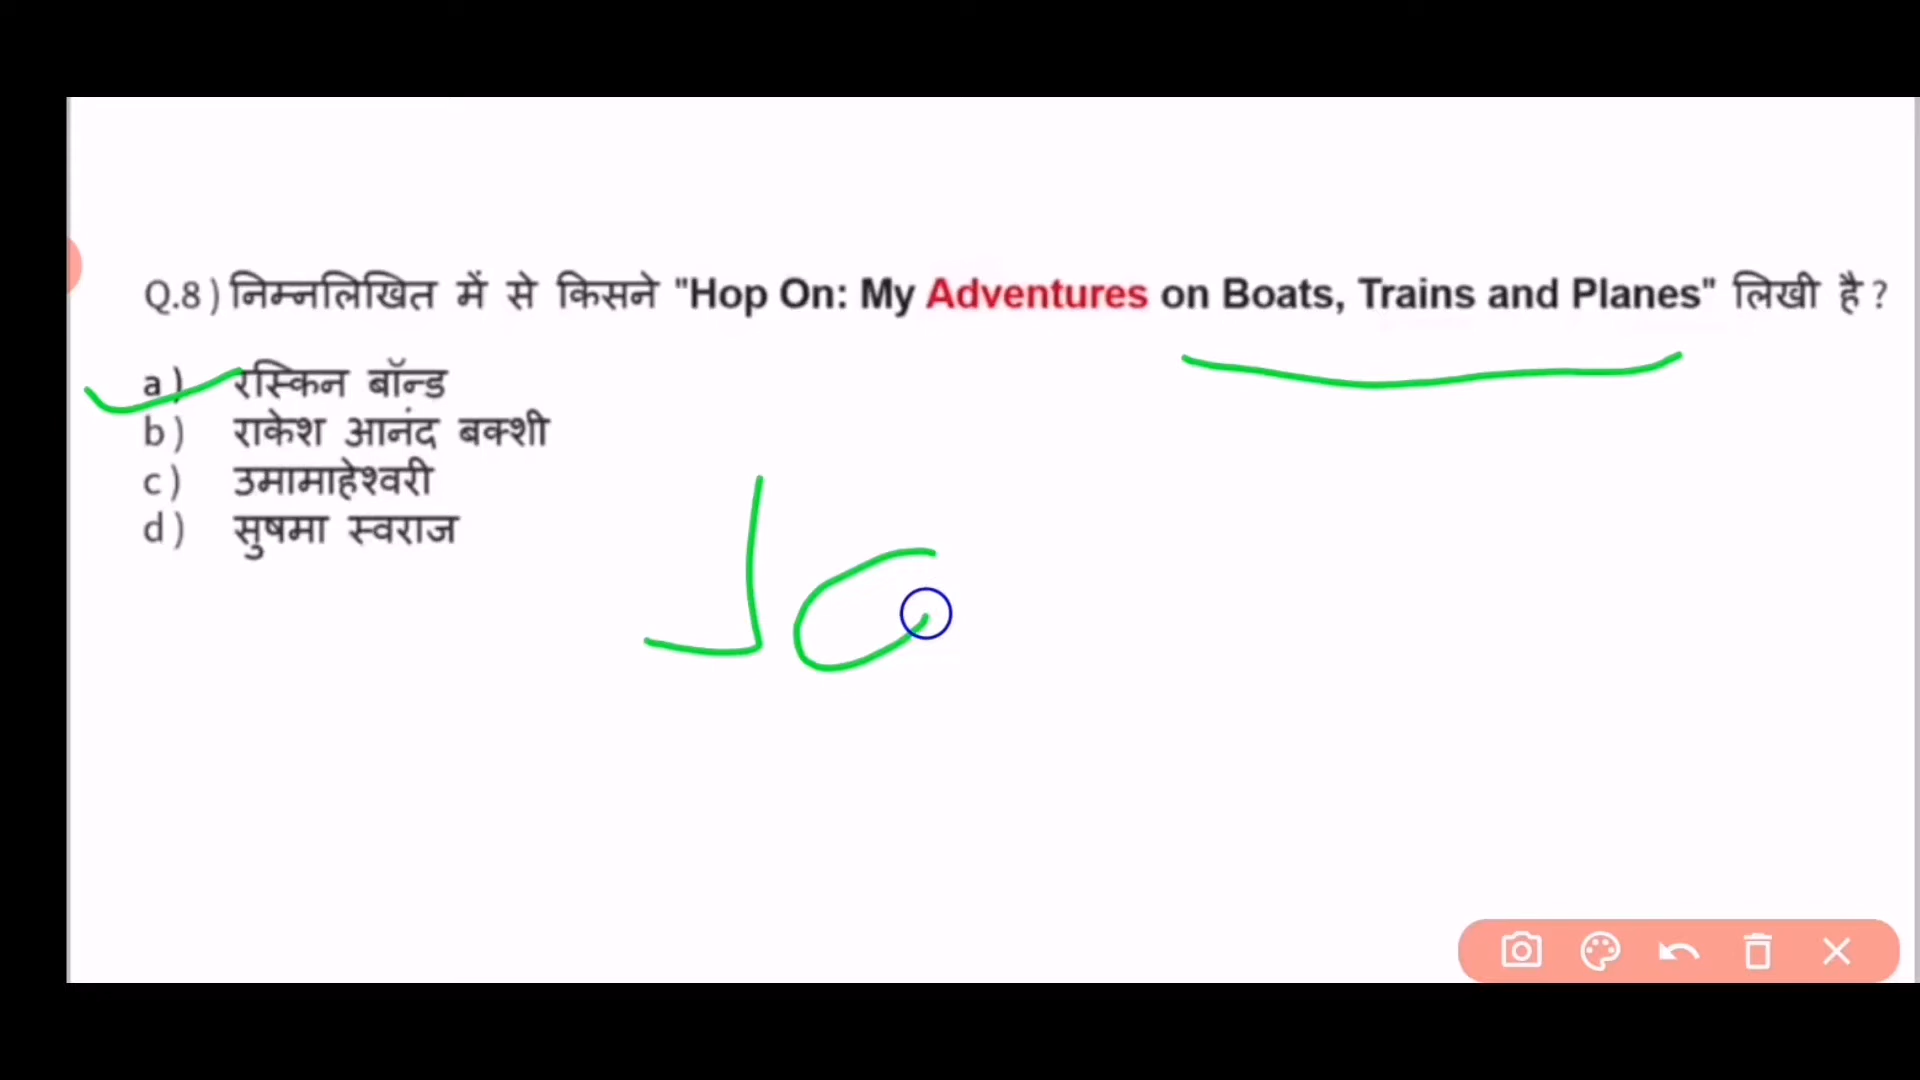 Q.8) निम्नलिखित में से किसने "Hop On: My Adventures on Boats, Trains and Planes" लिखी है?
a) रस्किन बॉन्ड
b) राकेश आनंद बक्शी
c) उमामाहेश्वरी
d) सुषमा स्वराज